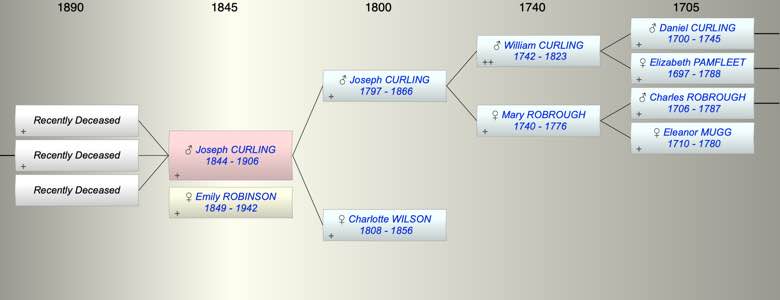 1890 1845 1800 1740 1705
Recently Deceased
+
Recently Deceased
+
Recently Deceased
♂ Joseph CURLING
1844 - 1906
+
♀ Emily ROBINSON
1849 - 1942
+
♂ Joseph CURLING
1797 - 1866
+
♀ Charlotte WILSON
1808 - 1856
+
♂ William CURLING
1742 - 1823
++
♀ Mary ROBROUGH
1740 - 1776
+
♂ Daniel CURLING
1700 - 1745
+
♀ Elizabeth PAMFLEET
1697 - 1788
+
♂ Charles ROBROUGH
1706 - 1787
+
♀ Eleanor MUGG
1710 - 1780
+